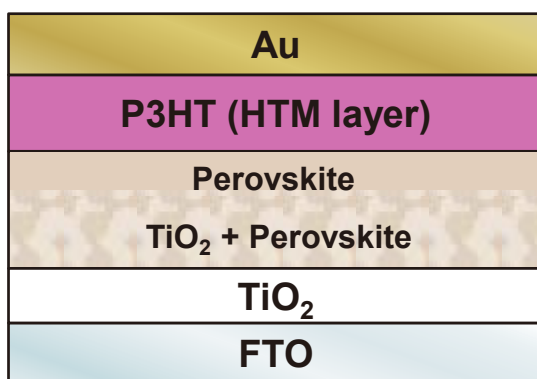 Au
P3HT (HTM layer)
Perovskite
TiO₂ + Perovskite
TiO₂
FTO